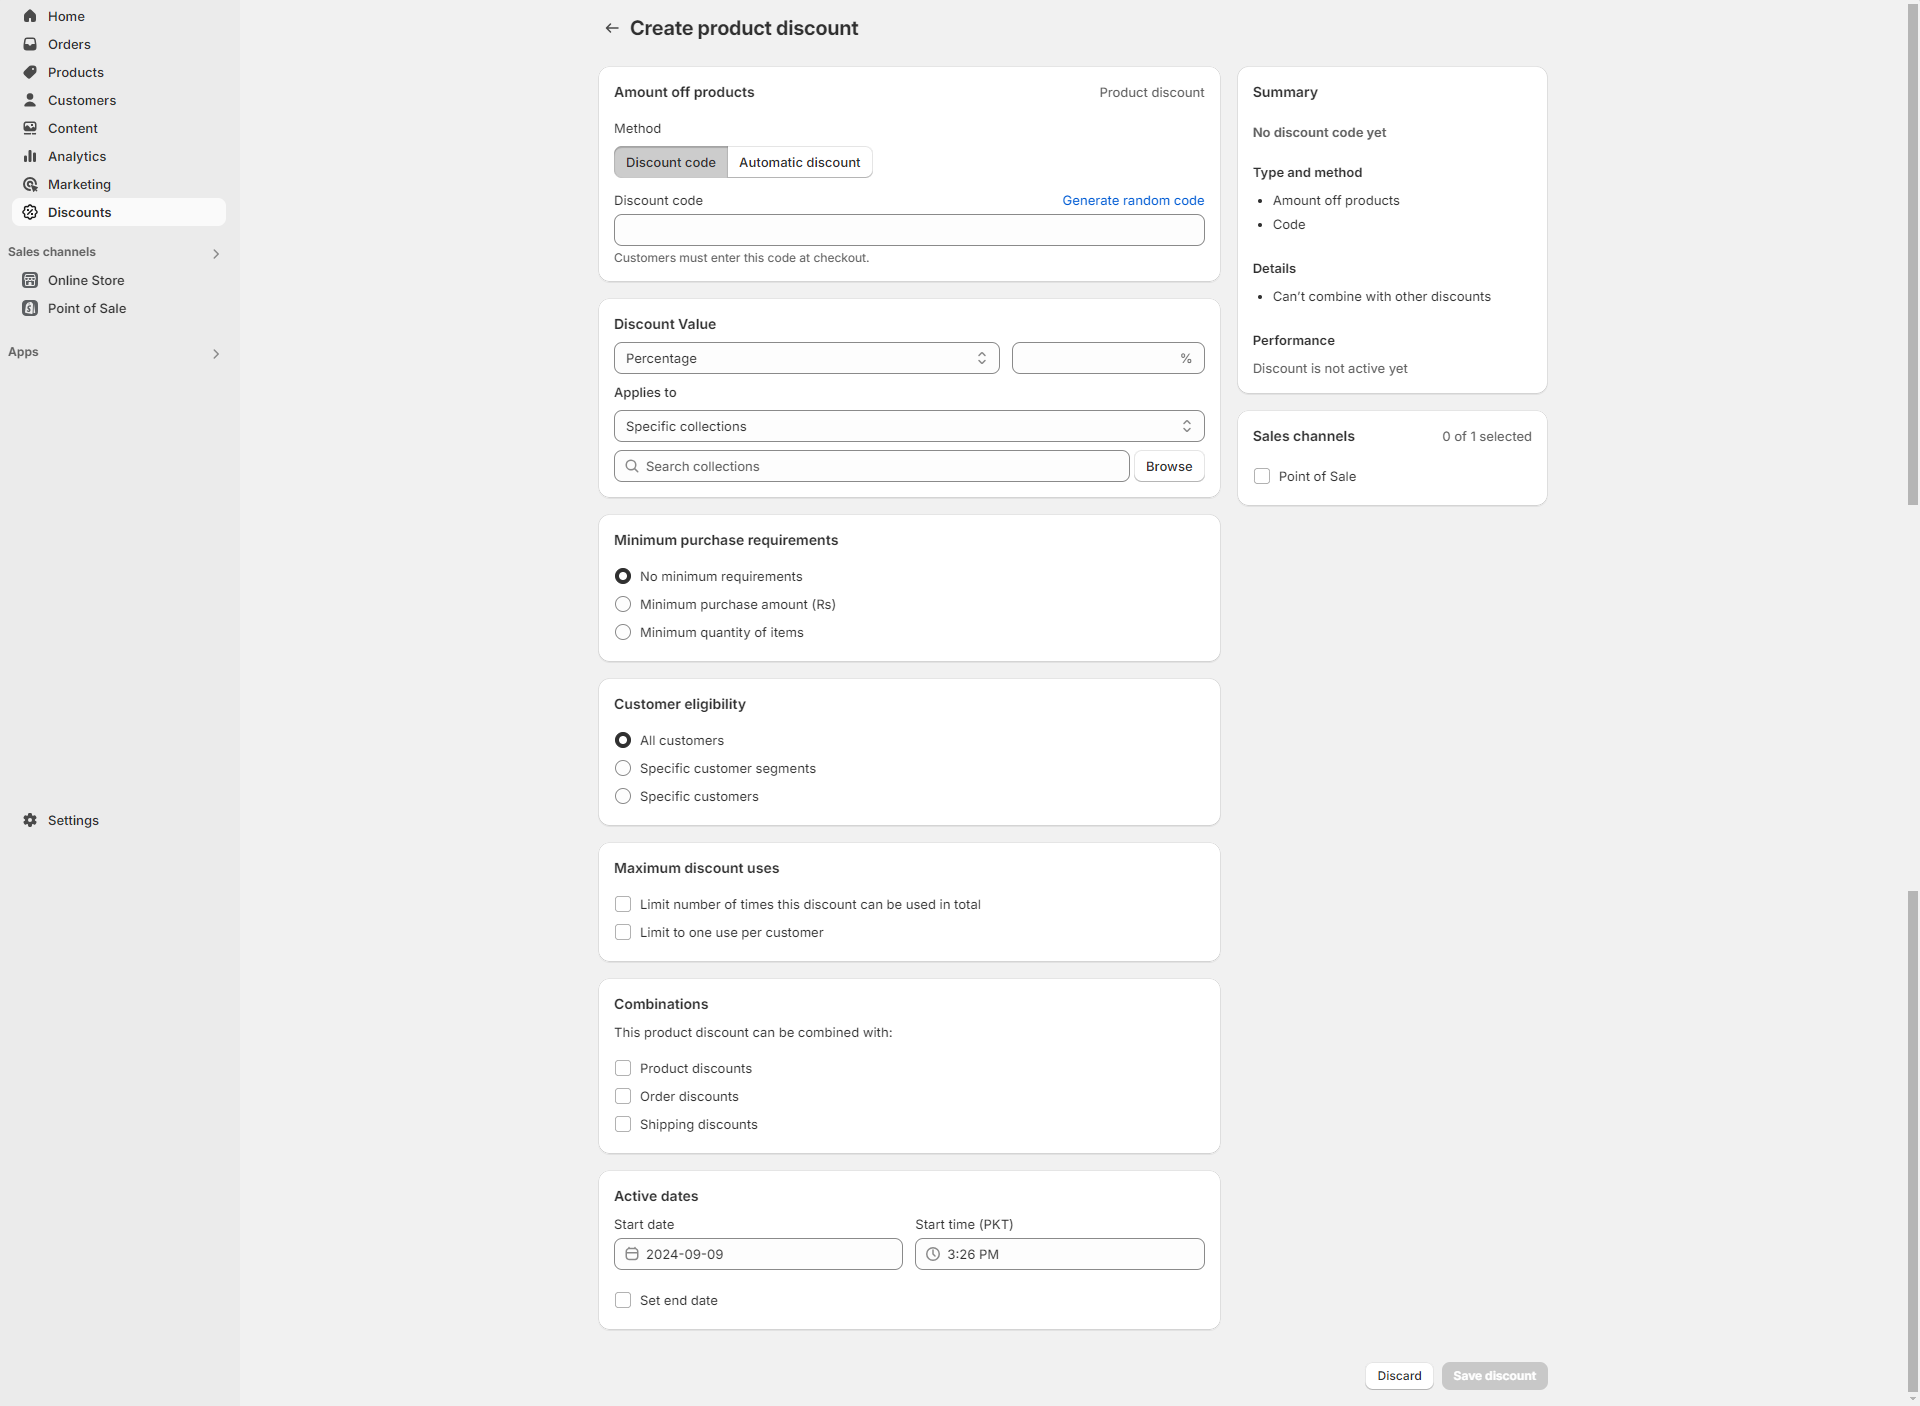 Home
Orders
Products
Customers
Content
Analytics
Marketing
Discounts
Sales channels
Online Store
Point of Sale
Apps
Settings
Create product discount
Amount off products
Product discount
Method
Discount code
Automatic discount
Discount code
Generate random code
Customers must enter this code at checkout.
Discount Value
Percentage
%
Applies to
Specific collections
Search collections
Browse
Minimum purchase requirements
No minimum requirements
Minimum purchase amount (Rs)
Minimum quantity of items
Customer eligibility
All customers
Specific customer segments
Specific customers
Maximum discount uses
Limit number of times this discount can be used in total
Limit to one use per customer
Combinations
This product discount can be combined with:
Product discounts
Order discounts
Shipping discounts
Active dates
Start date
Start time (PKT)
2024-09-09
3:26 PM
Set end date
Summary
No discount code yet
Type and method
• Amount off products
• Code
Details
• Can't combine with other discounts
Performance
Discount is not active yet
Sales channels
0 of 1 selected
Point of Sale
Discard
Save discount